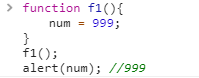 > function f1(){
num = 999;
}
f1();
alert(num); //999